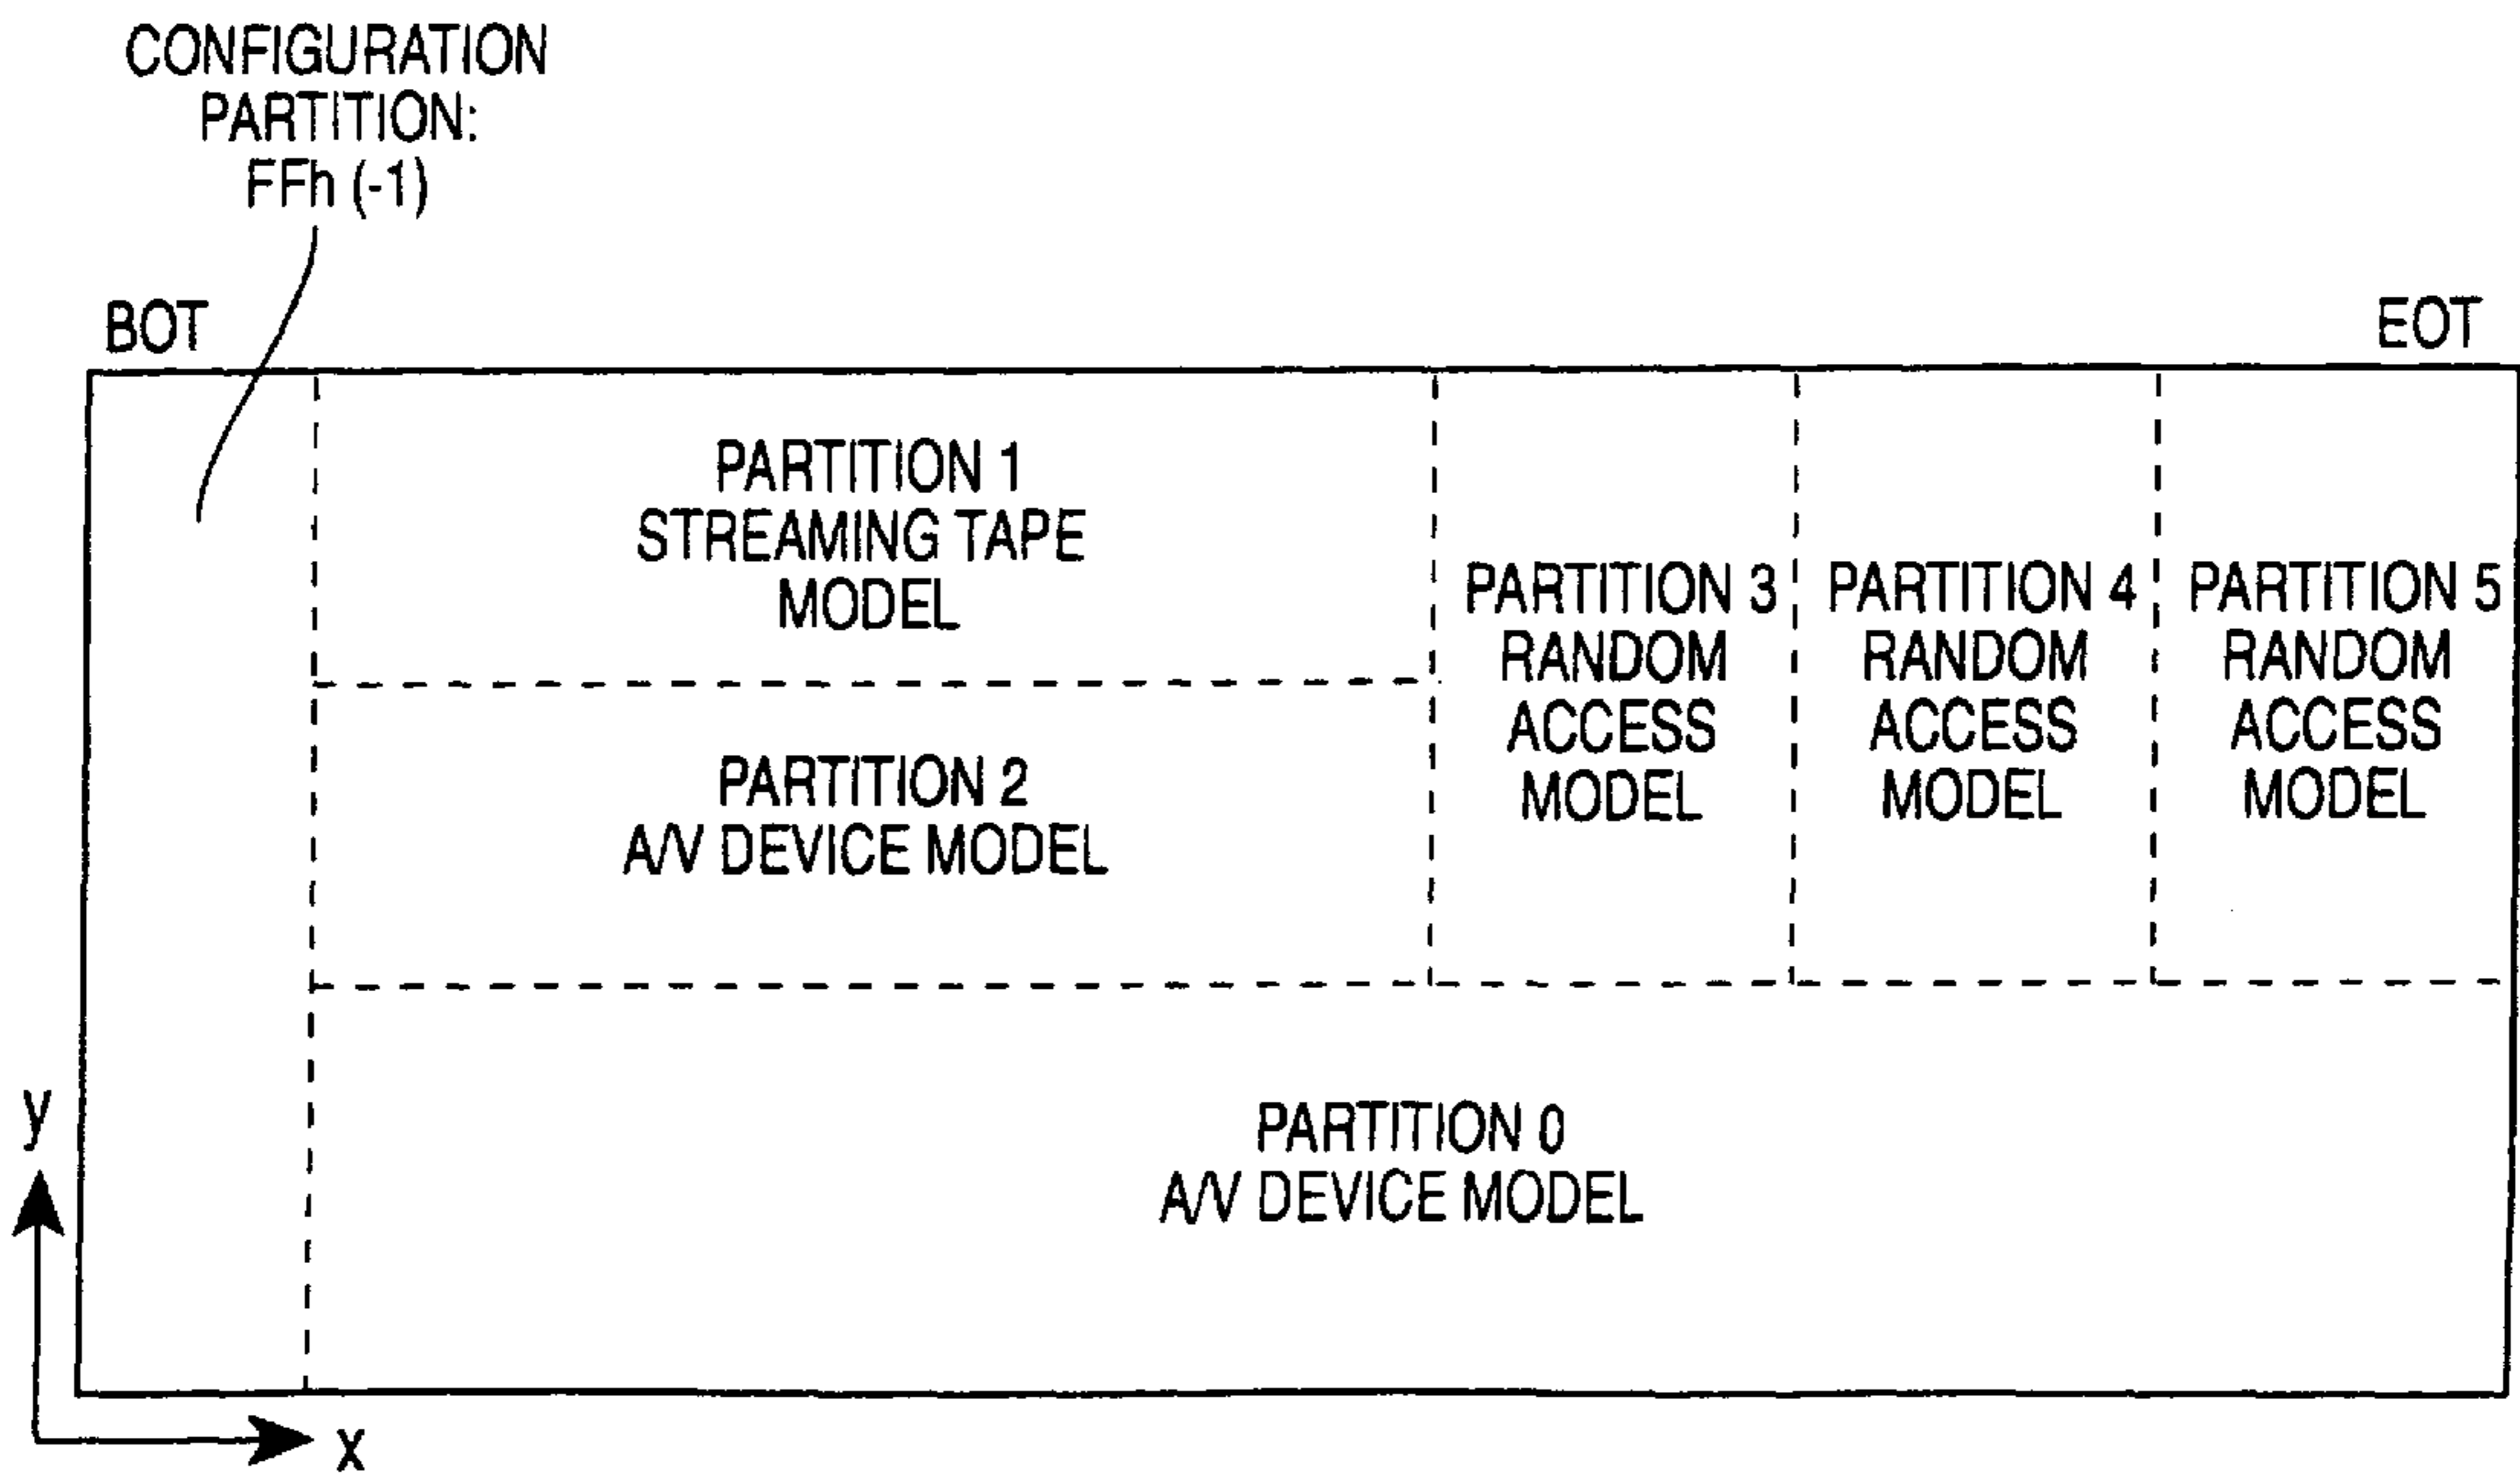 CONFIGURATION
PARTITION:
FFh (-1)
BOT
EOT
PARTITION 1
STREAMING TAPE
MODEL
PARTITION 2
A/V DEVICE MODEL
PARTITION 3
RANDOM
ACCESS
MODEL
PARTITION 4
RANDOM
ACCESS
MODEL
PARTITION 5
RANDOM
ACCESS
MODEL
PARTITION 0
A/V DEVICE MODEL
y
x